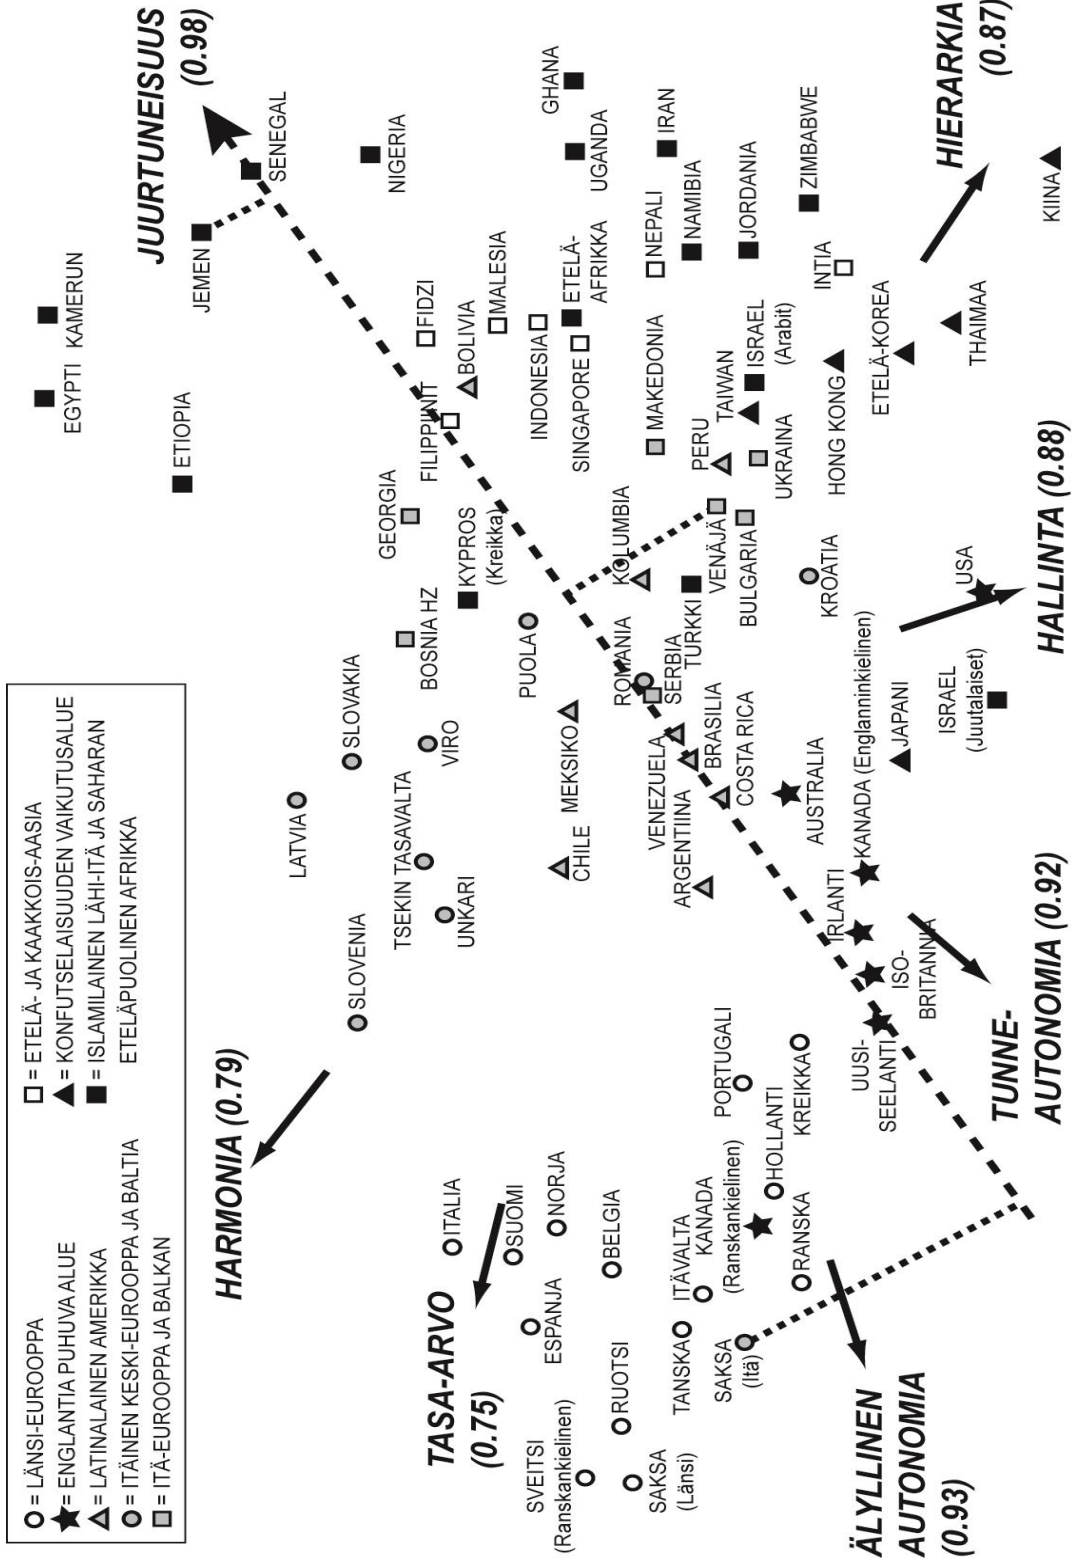 = LÄNSI-EUROOPPA
= ENGLANTIA PUHUVA ALUE
= LATINALAINEN AMERIKKA
= ITÄINEN KESKI-EUROOPPA JA BALTIA
= ITÄ-EUROOPPA JA BALKAN
= ETELÄ- JA KAAKKOIS-AASIA
= KONFUTSELAISUUDEN VAIKUTUSALUE
= ISLAMILAINEN LÄHI-ITÄ JA SAHARAN
ETELÄPUOLINEN AFRIKKA
EGYPTI
KAMERUN
JUURTUNEISUUS
(0.98)
ETIOPIA
JEMEN
SENEGAL
HARMONIA (0.79)
LATVIA
SLOVENIA
SLOVAKIA
NIGERIA
GEORGIA
TSEKIN TASAVALTA
BOSNIA HZ
FILIPPIINIT
FIDZI
VIRO
ITALIA
UNKARI
KYPROS
(Kreikka)
BOLIVIA
MALESIA
TASA-ARVO
(0.75)
SUOMI
PUOLA
INDONESIA
GHANA
ESPANJA
NORJA
MEKSIKO
CHILE
SINGAPORE
ETELÄ-
AFRIKKA
UGANDA
SVEITSI
(Ranskankielinen)
BELGIA
ROMANIA
KOLUMBIA
RUOTSI
SAKSA
(Länsi)
VENEZUELA
SERBIA
TURKKI
MAKEDONIA
NEPALI
IRAN
TANSKA
ITÄVALTA
KANADA
(Ranskankielinen)
ARGENTIINA
BRASILIA
PERU
NAMIBIA
SAKSA
(Itä)
PORTUGALI
COSTA RICA
VENÄJÄ
TAIWAN
BULGARIA
UKRAINA
ISRAEL
(Arabit)
JORDANIA
HOLLANTI
KREIKKA
RANSKA
AUSTRALIA
KROATIA
HONG KONG
INTIA
ZIMBABWE
IRLANTI
KANADA (Englanninkielinen)
UUSI-
SEELANTI
ISO-
BRITANNIA
JAPANI
ETELÄ-KOREA
ÄLYLLINEN
AUTONOMIA
(0.93)
ISRAEL
(Juutalaiset)
USA
THAIMAA
HIERARKIA
(0.87)
TUNNE-
AUTONOMIA (0.92)
HALLINTA (0.88)
KIINA